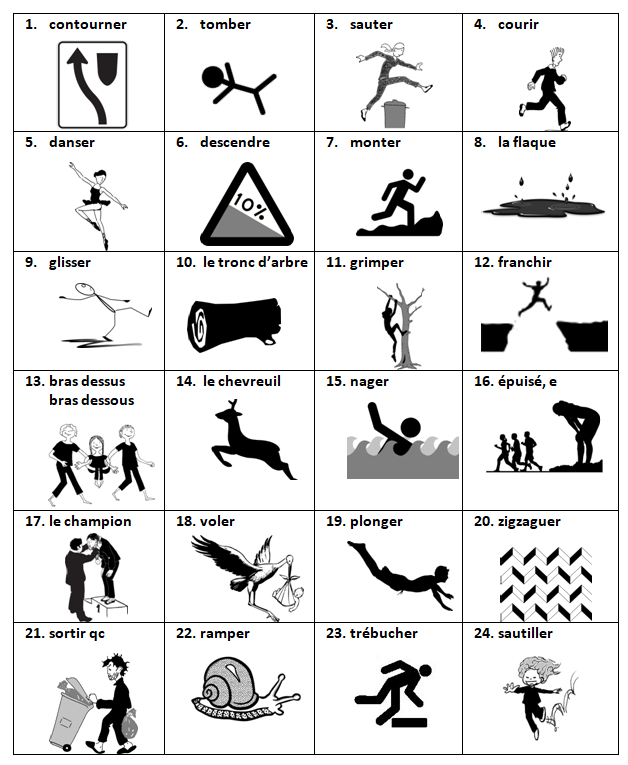 1. contourner
2. tomber
3. sauter
4. courir
5. danser
6. descendre
10%
7. monter
8. la flaque
9. glisser
10. le tronc d'arbre
11. grimper
12. franchir
13. bras dessus
bras dessous
14. le chevreuil
15. nager
16. épuisé, e
17. le champion
1
18. voler
19. plonger
20. zigzaguer
21. sortir qc
22. ramper
23. trébucher
24. sautiller